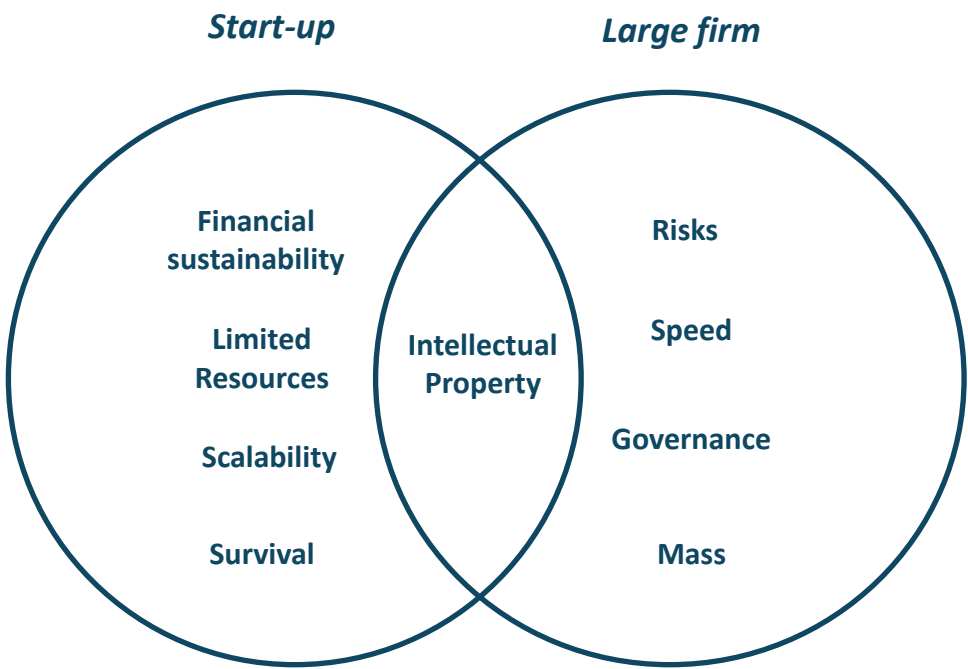 Start-up
Large firm
Financial
sustainability
Limited
Resources
Scalability
Survival
Intellectual
Property
Risks
Speed
Governance
Mass